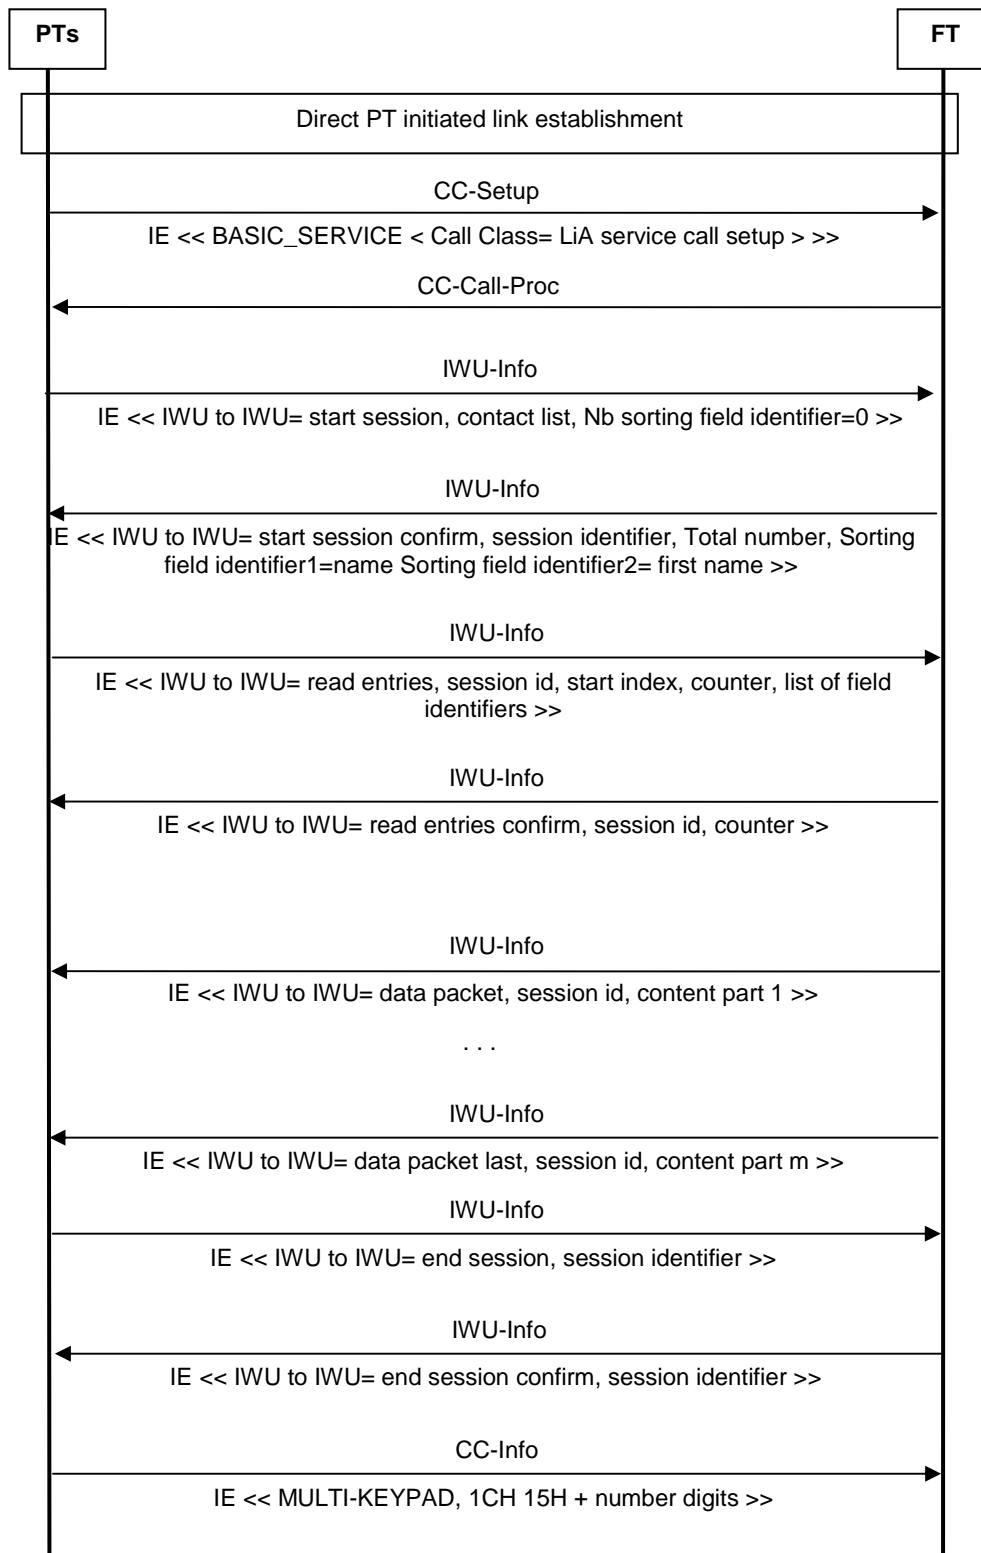 PTs
FT
Direct PT initiated link establishment
CC-Setup
IE << BASIC_SERVICE < Call Class= LiA service call setup > >>
CC-Call-Proc
IWU-Info
IE << IWU to IWU= start session, contact list, Nb sorting field identifier=0 >>
IWU-Info
IE << IWU to IWU= start session confirm, session identifier, Total number, Sorting
field identifier1=name Sorting field identifier2= first name >>
IWU-Info
IE << IWU to IWU= read entries, session id, start index, counter, list of field
identifiers >>
IWU-Info
IE << IWU to IWU= read entries confirm, session id, counter >>
IWU-Info
IE << IWU to IWU= data packet, session id, content part 1 >>
. . .
IWU-Info
IE << IWU to IWU= data packet last, session id, content part m >>
IWU-Info
IE << IWU to IWU= end session, session identifier >>
IWU-Info
IE << IWU to IWU= end session confirm, session identifier >>
CC-Info
IE << MULTI-KEYPAD, 1CH 15H + number digits >>